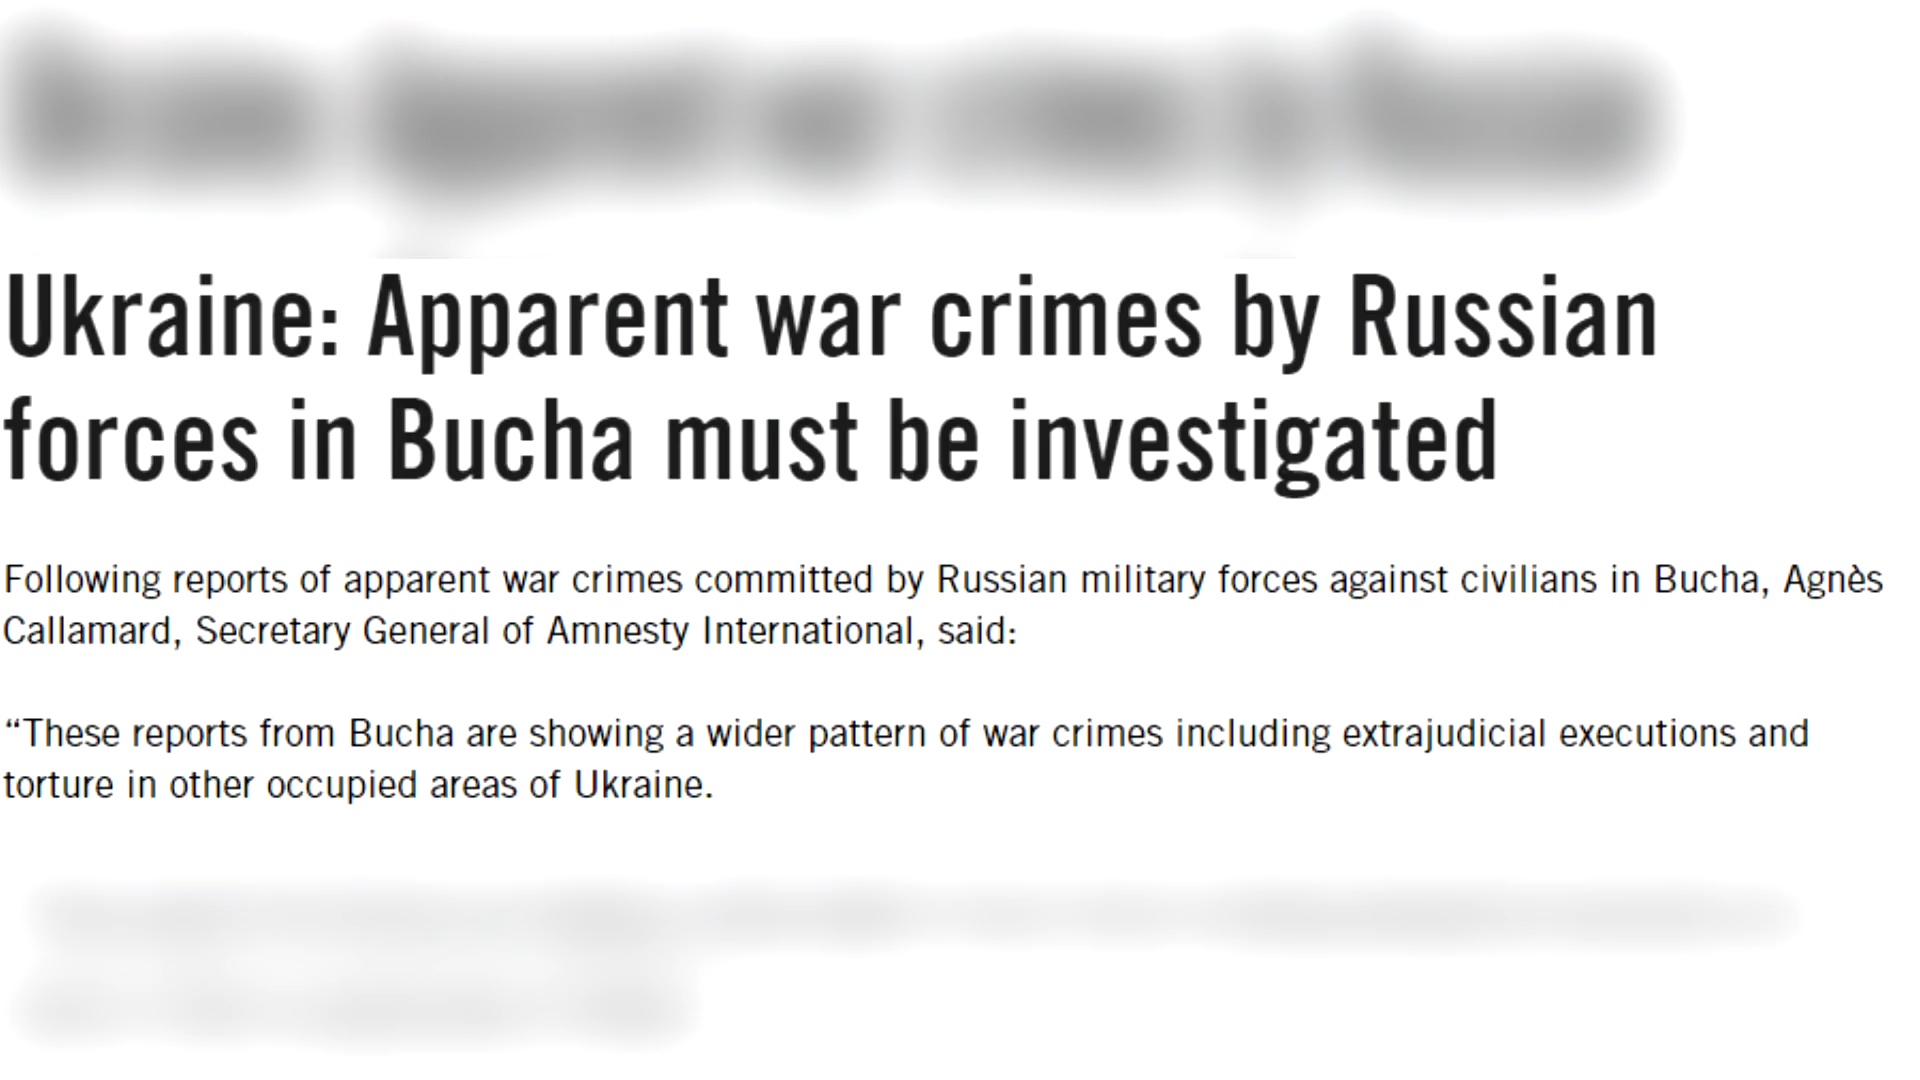 Ukraine: Apparent war crimes by Russian
forces in Bucha must be investigated
Following reports of apparent war crimes committed by Russian military forces against civilians in Bucha, Agnès
Callamard, Secretary General of Amnesty International, said:
“These reports from Bucha are showing a wider pattern of war crimes including extrajudicial executions and
torture in other occupied areas of Ukraine.